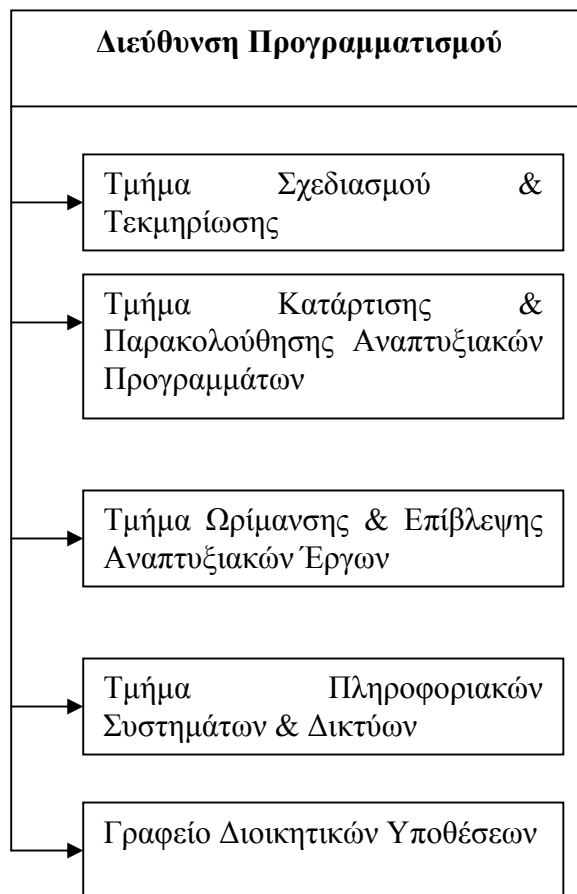 Διεύθυνση Προγραμματισμού
Τμήμα Σχεδιασμού &
Τεκμηρίωσης
Τμήμα Κατάρτισης &
Παρακολούθησης Αναπτυξιακών
Προγραμμάτων
Τμήμα Ωρίμανσης & Επίβλεψης
Αναπτυξιακών Έργων
Τμήμα Πληροφοριακών
Συστημάτων & Δικτύων
Γραφείο Διοικητικών Υποθέσεων